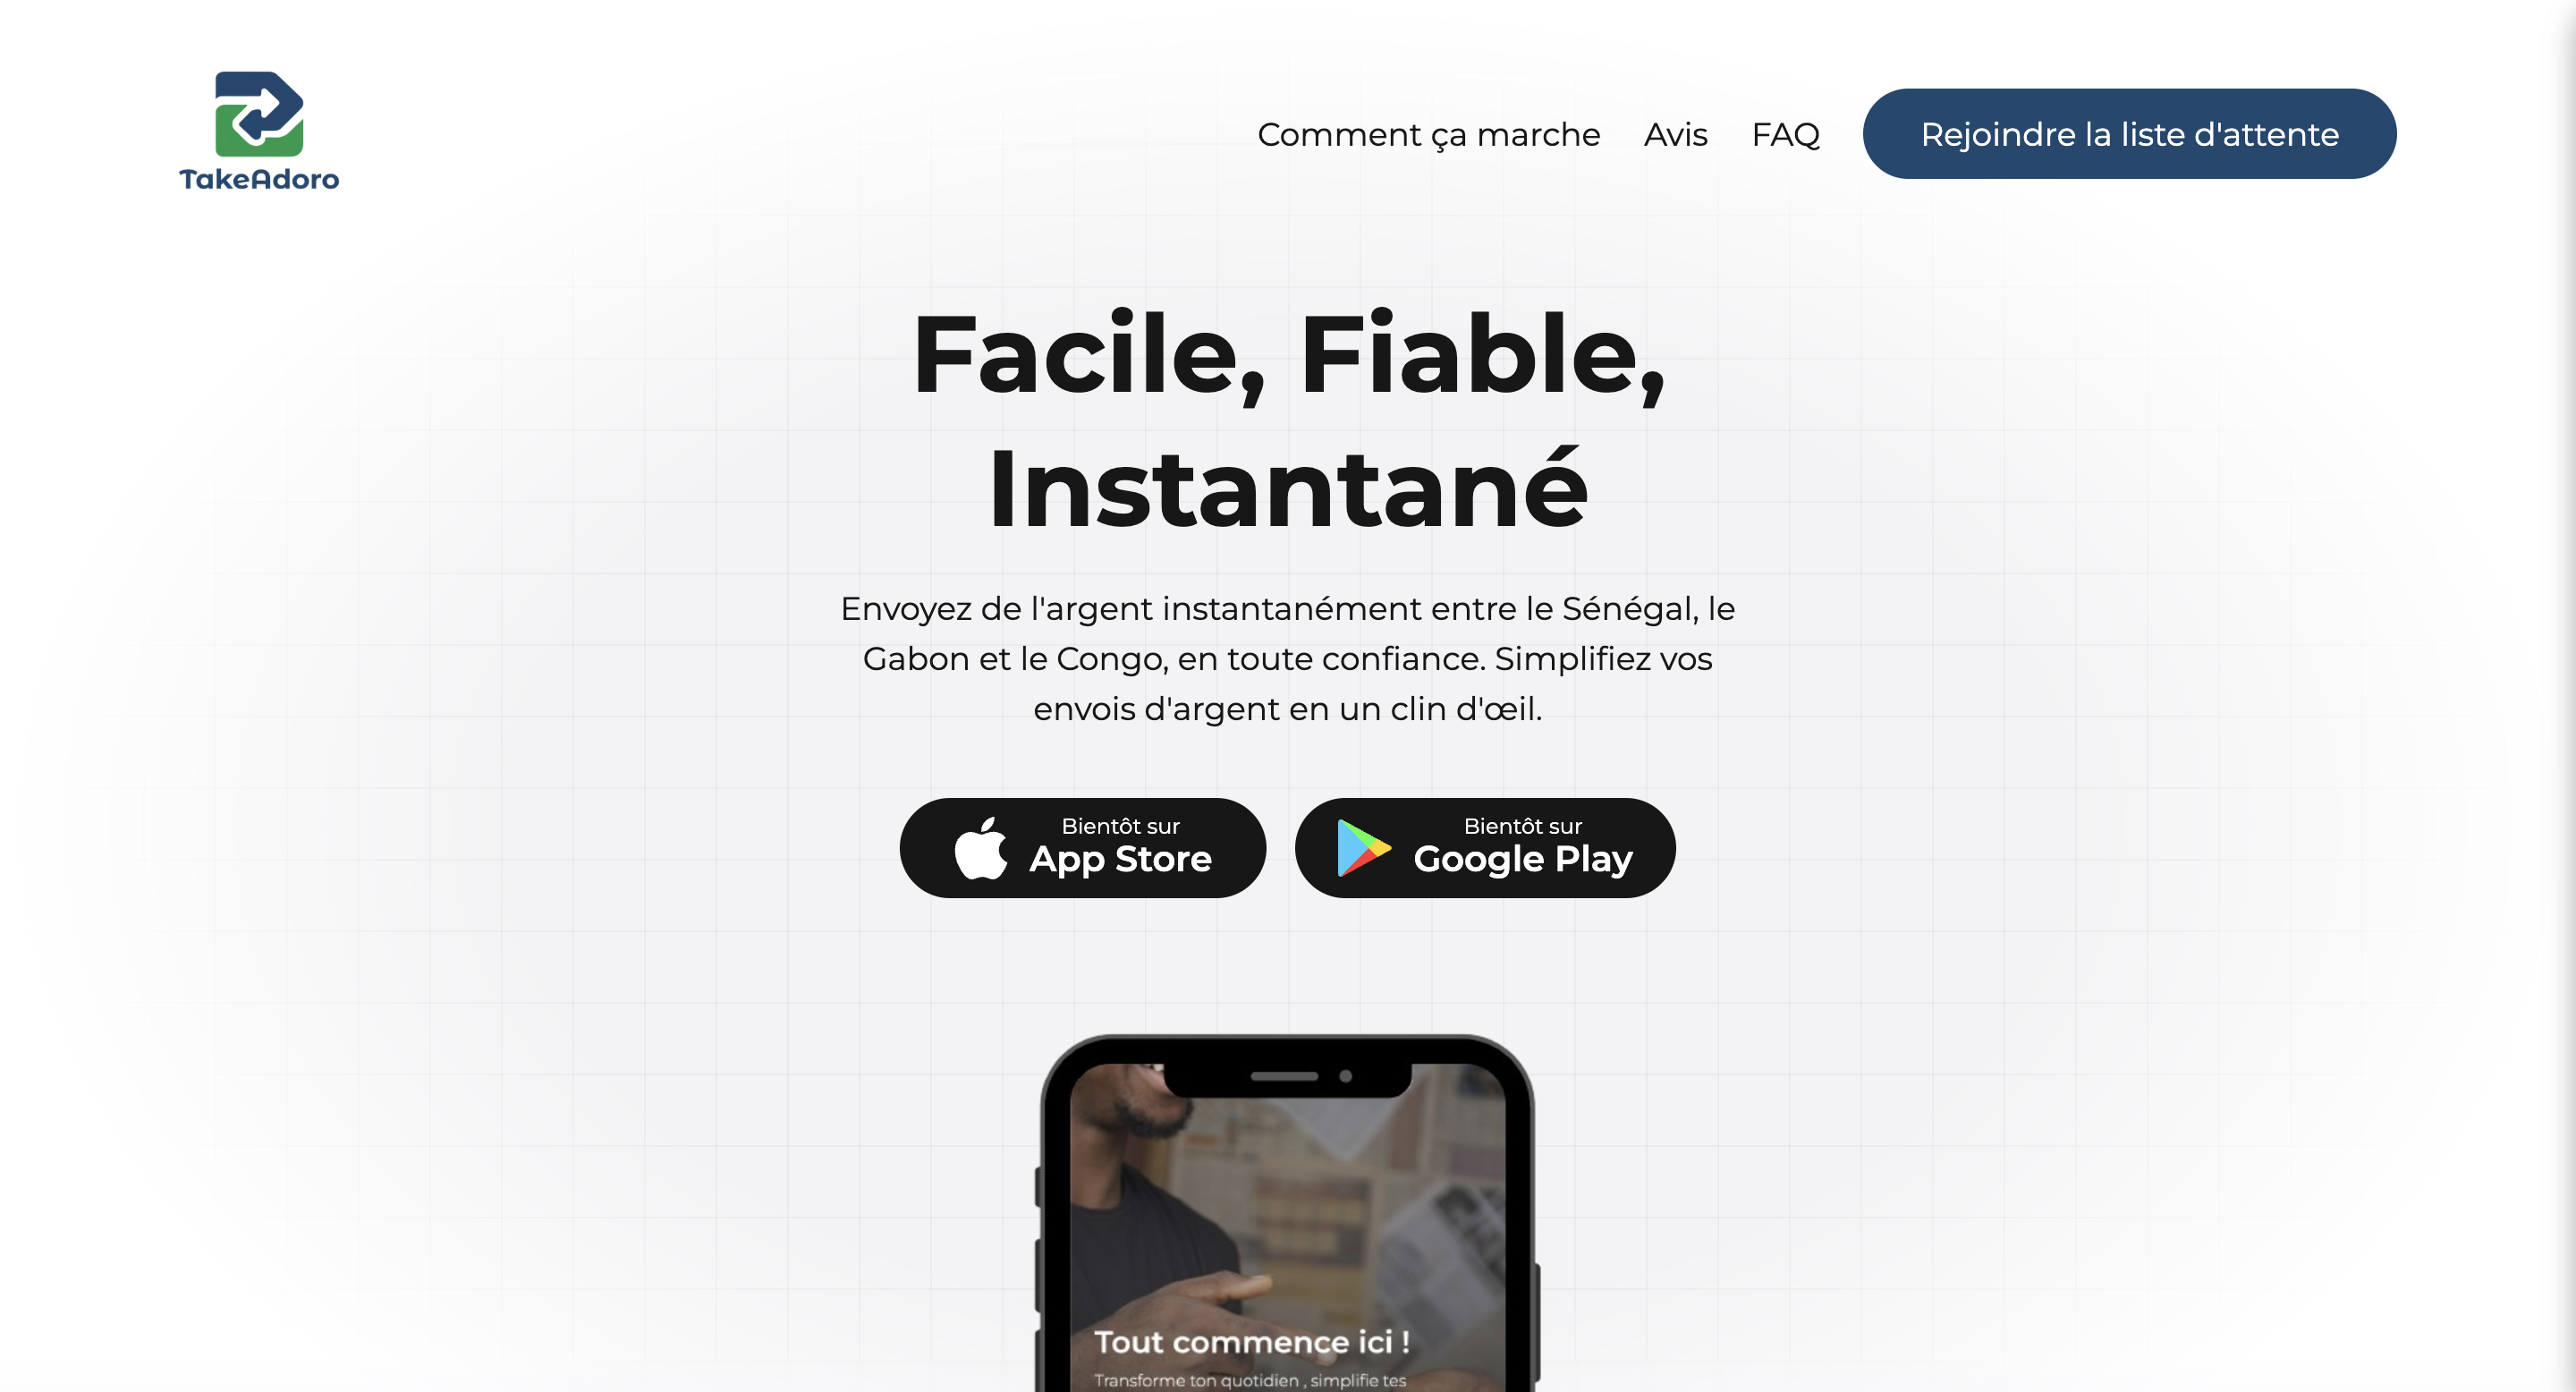 TakeAdoro
Comment ça marche
Avis
FAQ
Rejoindre la liste d'attente
Facile, Fiable,
Instantané
Envoyez de l'argent instantanément entre le Sénégal, le
Gabon et le Congo, en toute confiance. Simplifiez vos
envois d'argent en un clin d'œil.
Bientôt sur
App Store
Bientôt sur
Google Play
Tout commence ici !
Transforme ton quotidien , simplifie tes